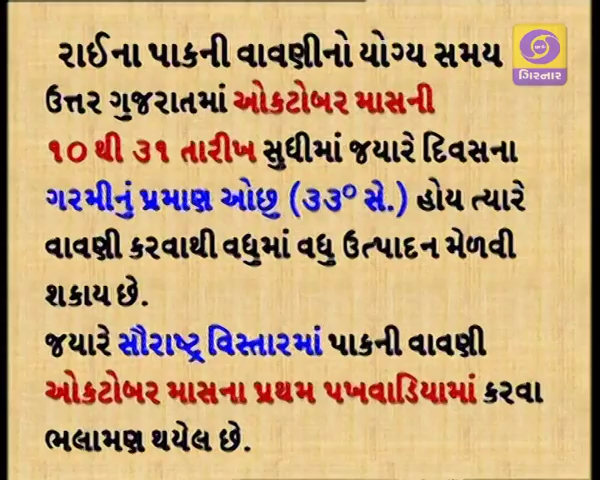 રાઈના પાકની વાવણીનો યોગ્ય સમય
ગિરનાર
ઉત્તર ગુજરાતમાં ઓકટોબર માસની
૧૦ થી ૩૧ તારીખ સુધીમાં જયારે દિવસના
ગરમીનું પ્રમાણ ઓછુ (૩૩° સે.) હોય ત્યારે
વાવણી કરવાથી વધુમાં વધુ ઉત્પાદન મેળવી
શકાય છે.
જયારે સૌરાષ્ટ્ર વિસ્તારમાં પાકની વાવણી
ઓકટોબર માસના પ્રથમ પખવાડિયામાં કરવા
ભલામણ થયેલ છે.